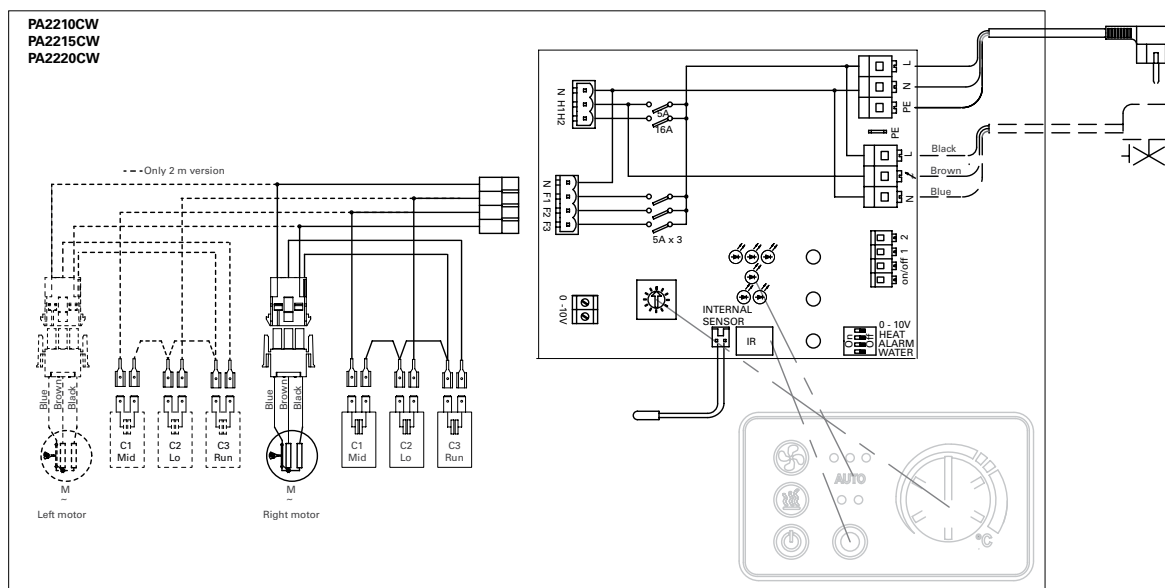 PA2210CW
PA2215CW
PA2220CW
Only 2 m version
N H1H2
5A
16A
N F1 F2 F3
5A x 3
L
N
PE
PE
L
N
Black
Brown
Blue
on/off 1 2
0 -10V
INTERNAL
SENSOR
IR
On
Off
0 - 10V
HEAT
ALARM
WATER
Blue
Brown
Black
C1
Mid
C2
Lo
C3
Run
M
~
Left motor
Blue
Brown
Black
C1
Mid
C2
Lo
C3
Run
M
~
Right motor
AUTO
°C